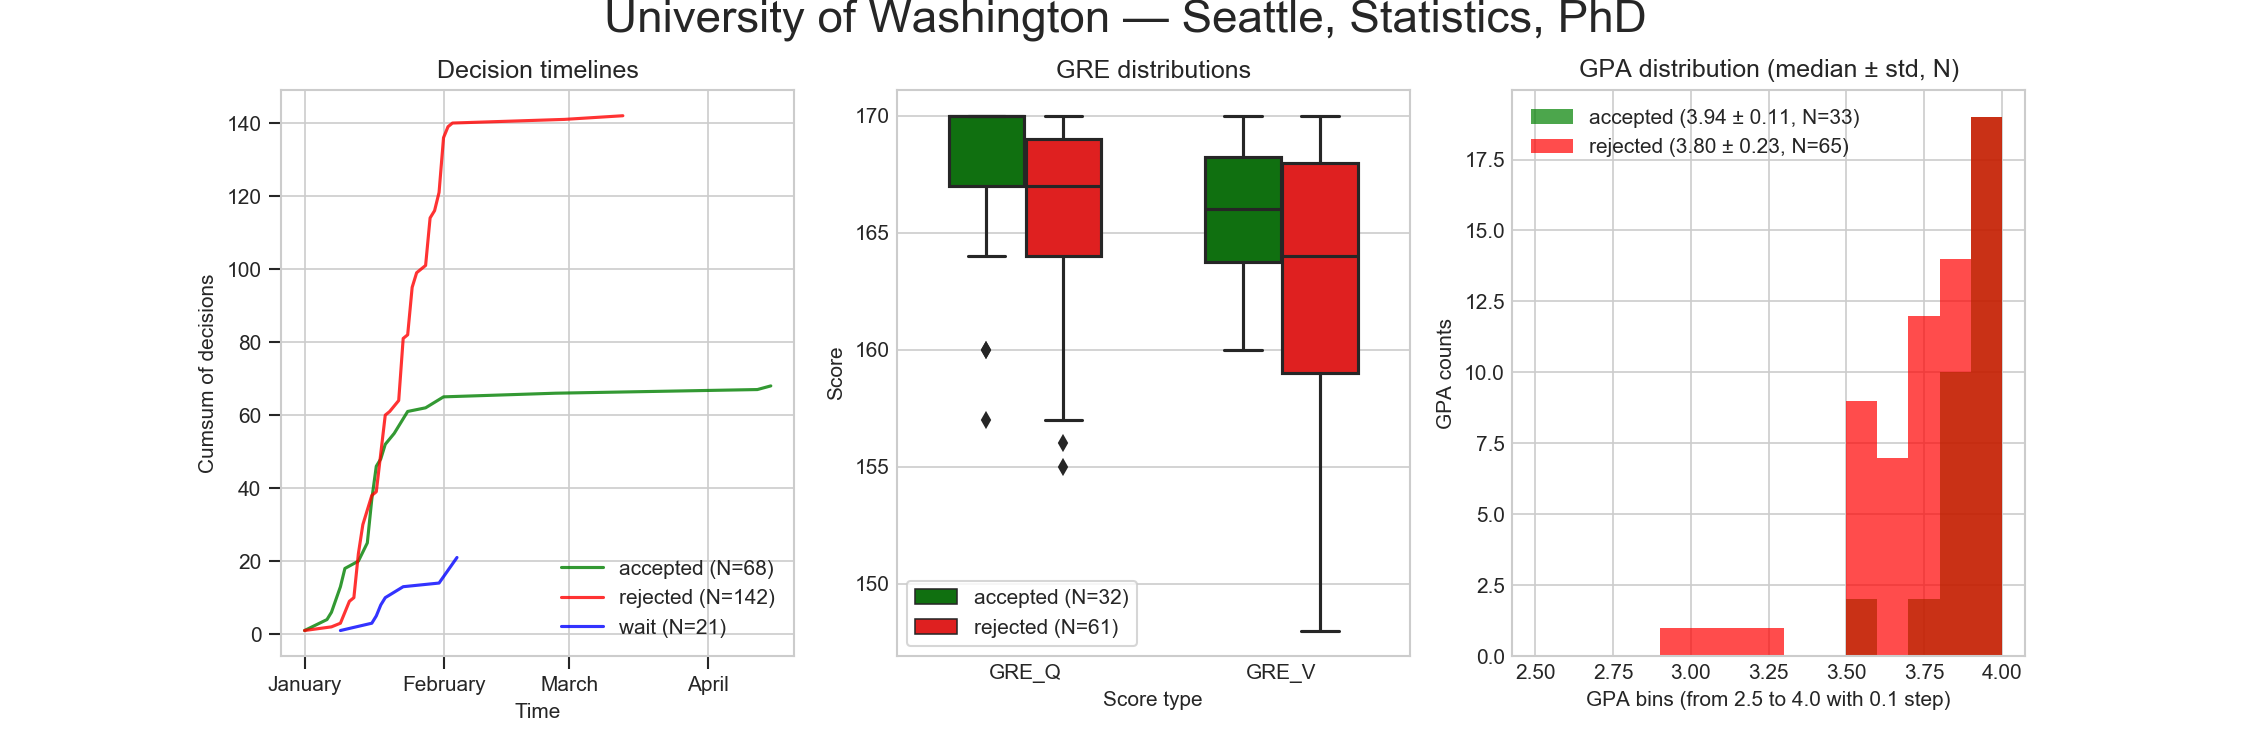 University of Washington — Seattle, Statistics, PhD
Decision timelines
Cumsum of decisions
140
120
100
80
60
40
20
0
accepted (N=68)
rejected (N=142)
wait (N=21)
January
February
March
April
Time
GRE distributions
Score
170
165
160
155
150
accepted (N=32)
rejected (N=61)
GRE_Q
GRE_V
Score type
GPA distribution (median ± std, N)
accepted (3.94 ± 0.11, N=33)
rejected (3.80 ± 0.23, N=65)
GPA counts
17.5
15.0
12.5
10.0
7.5
5.0
2.5
0.0
2.50
2.75
3.00
3.25
3.50
3.75
4.00
GPA bins (from 2.5 to 4.0 with 0.1 step)